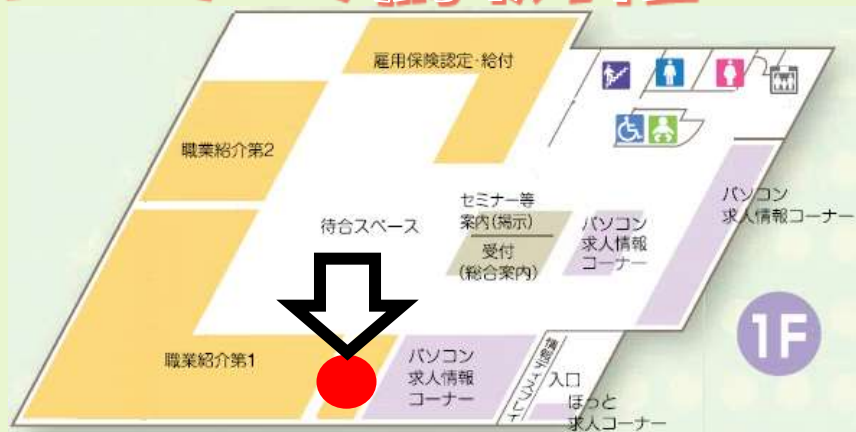 雇用保険認定・給付
職業紹介第2
待合スペース
セミナー等
案内(掲示)
受付
(総合案内)
パソコン
求人情報
コーナー
パソコン
求人情報コーナー
職業紹介第1
パソコン
求人情報
コーナー
情報ディスプレイ
入口
ほっと
求人コーナー
1F